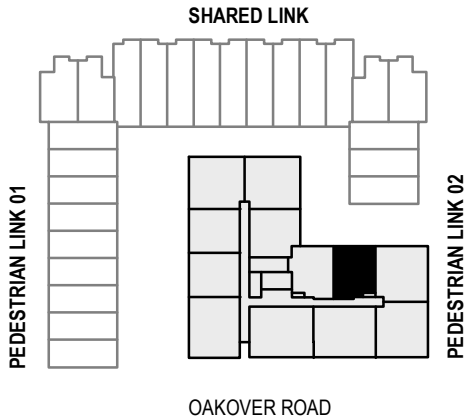 SHARED LINK
PEDESTRIAN LINK 01
PEDESTRIAN LINK 02
OAKOVER ROAD